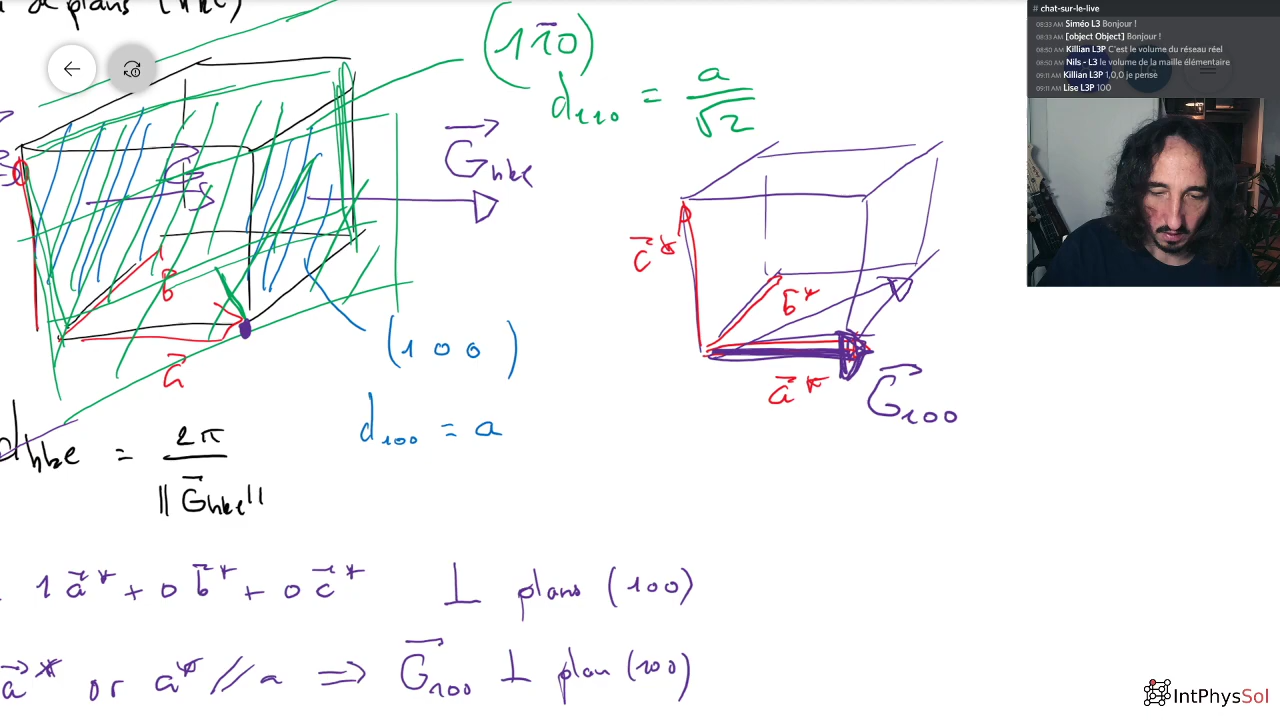 # chat-sur-le-live
08:33 AM Siméo L3 Bonjour !
08:33 AM [object Object] Bonjour !
08:50 AM Killian L3P C'est le volume du réseau réel
08:50 AM Nils - L3 le volume de la maille élémentaire
09:11 AM Killian L3P 1,0,0 je pense
09:11 AM Lise L3P 100
plans (hkl)
(11̄0)
d₁₁₀ = a / √2
G⃗hkl
c⃗*
b⃗*
b
a⃗
a⃗*
G⃗₁₀₀
(1 0 0)
d₁₀₀ = a
dhkl = 2π / ||G⃗hkl||
1 a⃗* + 0 b⃗* + 0 c⃗* ⊥ plans (100)
a⃗* or a* // a ⇒ G⃗₁₀₀ ⊥ plan (100)
IntPhysSol